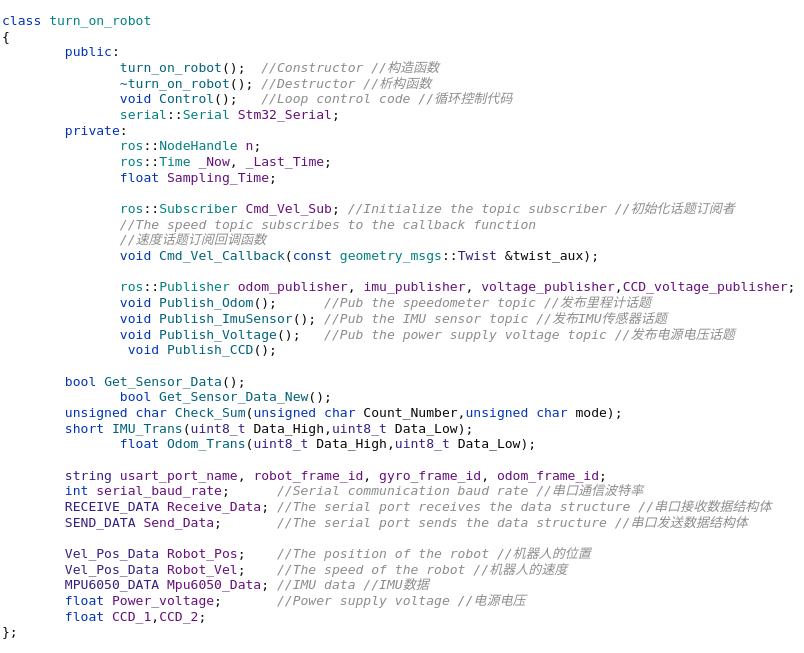 class turn_on_robot
{
        public:
               turn_on_robot();  //Constructor //构造函数
               ~turn_on_robot(); //Destructor //析构函数
               void Control();   //Loop control code //循环控制代码
               serial::Serial Stm32_Serial;
        private:
               ros::NodeHandle n;
               ros::Time _Now, _Last_Time;
               float Sampling_Time;

               ros::Subscriber Cmd_Vel_Sub; //Initialize the topic subscriber //初始化话题订阅者
               //The speed topic subscribes to the callback function
               //速度话题订阅回调函数
               void Cmd_Vel_Callback(const geometry_msgs::Twist &twist_aux);

               ros::Publisher odom_publisher, imu_publisher, voltage_publisher,CCD_voltage_publisher;
               void Publish_Odom();      //Pub the speedometer topic //发布里程计话题
               void Publish_ImuSensor(); //Pub the IMU sensor topic //发布IMU传感器话题
               void Publish_Voltage();   //Pub the power supply voltage topic //发布电源电压话题
                void Publish_CCD();

        bool Get_Sensor_Data();
               bool Get_Sensor_Data_New();
        unsigned char Check_Sum(unsigned char Count_Number,unsigned char mode);
        short IMU_Trans(uint8_t Data_High,uint8_t Data_Low);
               float Odom_Trans(uint8_t Data_High,uint8_t Data_Low);

        string usart_port_name, robot_frame_id, gyro_frame_id, odom_frame_id;
        int serial_baud_rate;      //Serial communication baud rate //串口通信波特率
        RECEIVE_DATA Receive_Data; //The serial port receives the data structure //串口接收数据结构体
        SEND_DATA Send_Data;       //The serial port sends the data structure //串口发送数据结构体

        Vel_Pos_Data Robot_Pos;    //The position of the robot //机器人的位置
        Vel_Pos_Data Robot_Vel;    //The speed of the robot //机器人的速度
        MPU6050_DATA Mpu6050_Data; //IMU data //IMU数据
        float Power_voltage;       //Power supply voltage //电源电压
        float CCD_1,CCD_2;
};